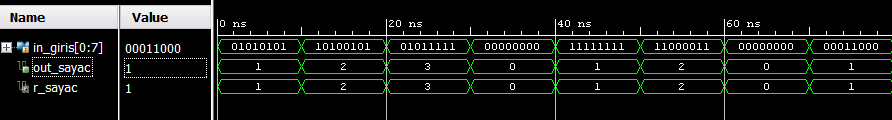 Name Value
0 ns 20 ns 40 ns 60 ns
in_giris[0:7] 00011000 01010101 10100101 01011111 00000000 11111111 11000011 00000000 00011000
out_sayac 1 1 2 3 0 1 2 0 1
r_sayac 1 1 2 3 0 1 2 0 1